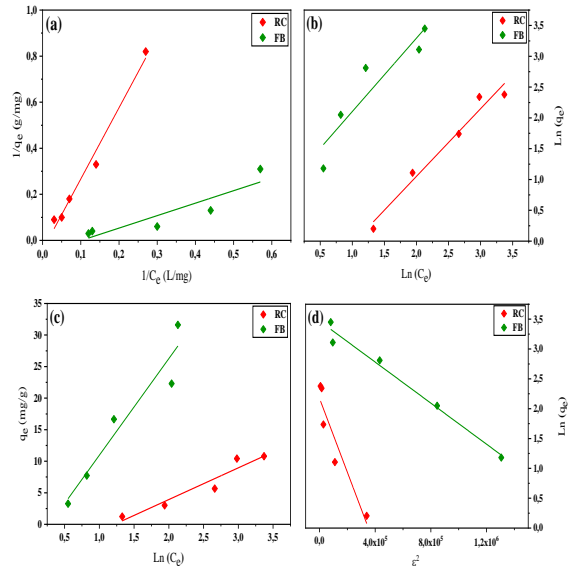 (a)
RC
FB
1,0
0,8
0,6
0,4
0,2
0,0
1/qe (g/mg)
0,0 0,1 0,2 0,3 0,4 0,5 0,6 0,7
1/Ce (L/mg)
(b)
RC
FB
3,5
3,0
2,5
2,0
1,5
1,0
0,5
0,0
Ln (qe)
0,5 1,0 1,5 2,0 2,5 3,0 3,5
Ln (Ce)
(c)
RC
FB
35
30
25
20
15
10
5
0
qe (mg/g)
0,5 1,0 1,5 2,0 2,5 3,0 3,5
Ln (Ce)
(d)
RC
FB
3,5
3,0
2,5
2,0
1,5
1,0
0,5
0,0
Ln (qe)
0,0 4,0x10⁵ 8,0x10⁵ 1,2x10⁶
ε²